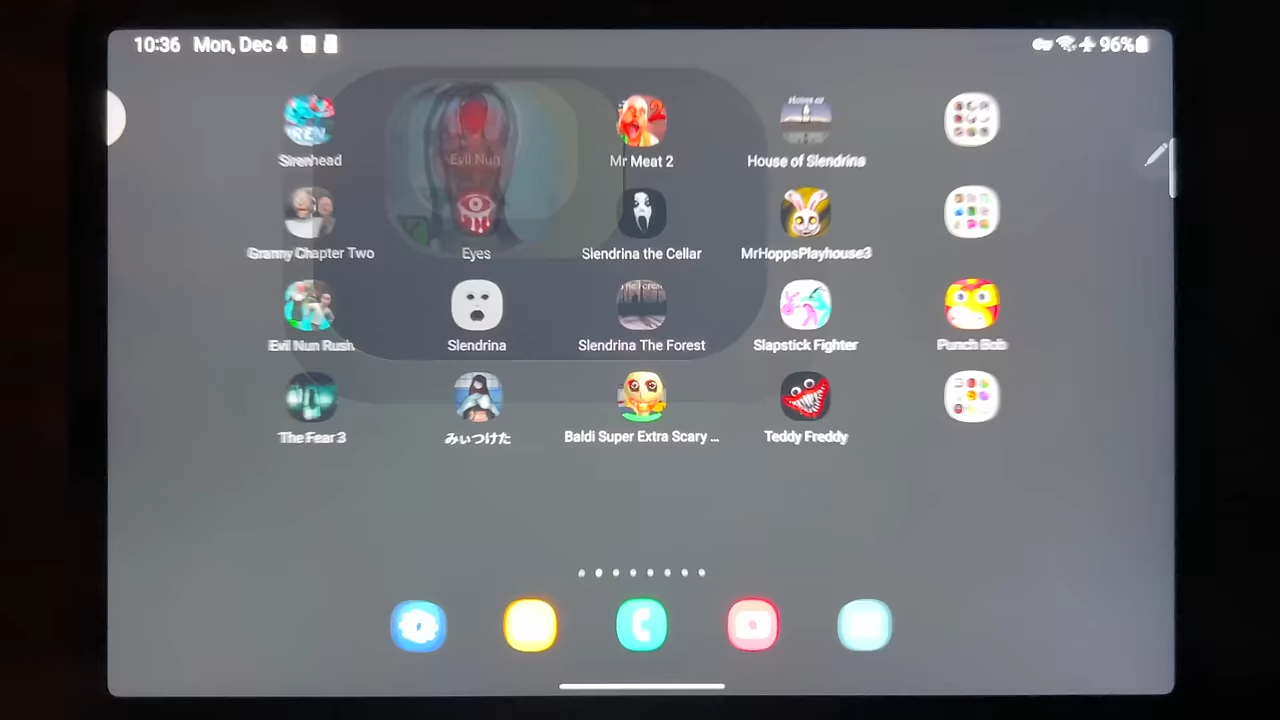 10:36 Mon, Dec 4 96%
Sirenhead
Evil Nun
Mr Meat 2
House of Slendrina
Granny Chapter Two
Eyes
Slendrina the Cellar
MrHoppsPlayhouse3
Evil Nun Rush
Slendrina
Slendrina The Forest
Slapstick Fighter
Punch Bob
The Fear 3
みぃつけた
Baldi Super Extra Scary ...
Teddy Freddy